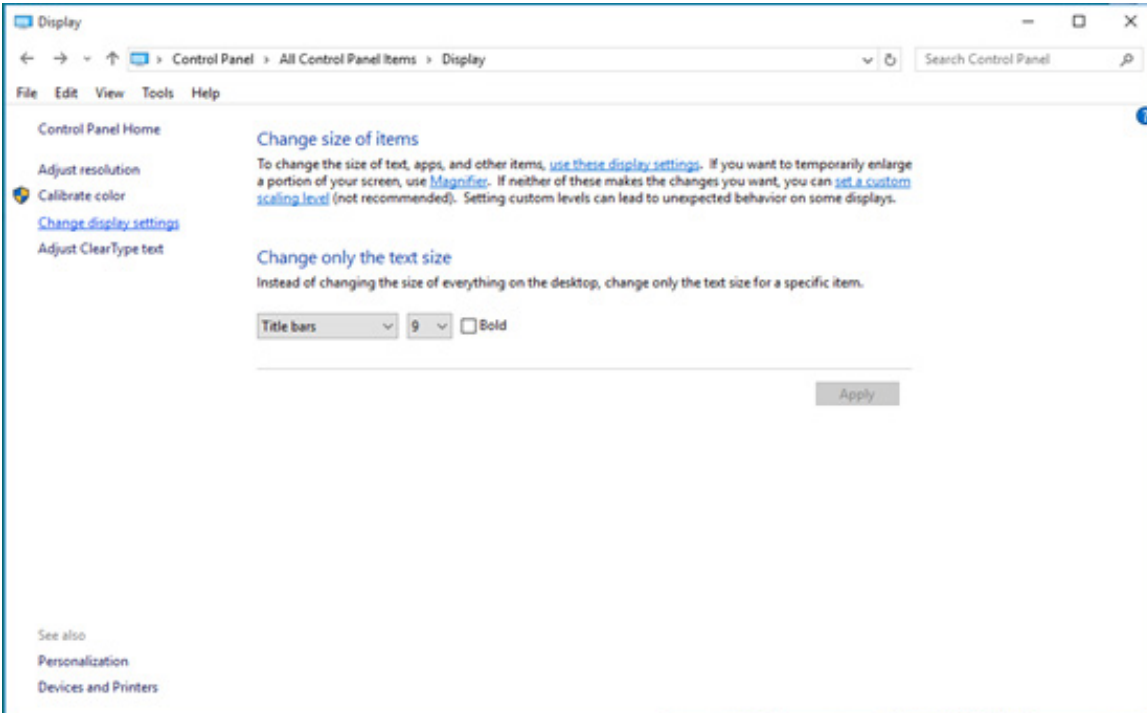 Display
Control Panel > All Control Panel Items > Display
Search Control Panel
File Edit View Tools Help
Control Panel Home
Adjust resolution
Calibrate color
Change display settings
Adjust ClearType text
Change size of items
To change the size of text, apps, and other items, use these display settings. If you want to temporarily enlarge
a portion of your screen, use Magnifier. If neither of these makes the changes you want, you can set a custom
scaling level (not recommended). Setting custom levels can lead to unexpected behavior on some displays.
Change only the text size
Instead of changing the size of everything on the desktop, change only the text size for a specific item.
Title bars 9 Bold
Apply
See also
Personalization
Devices and Printers